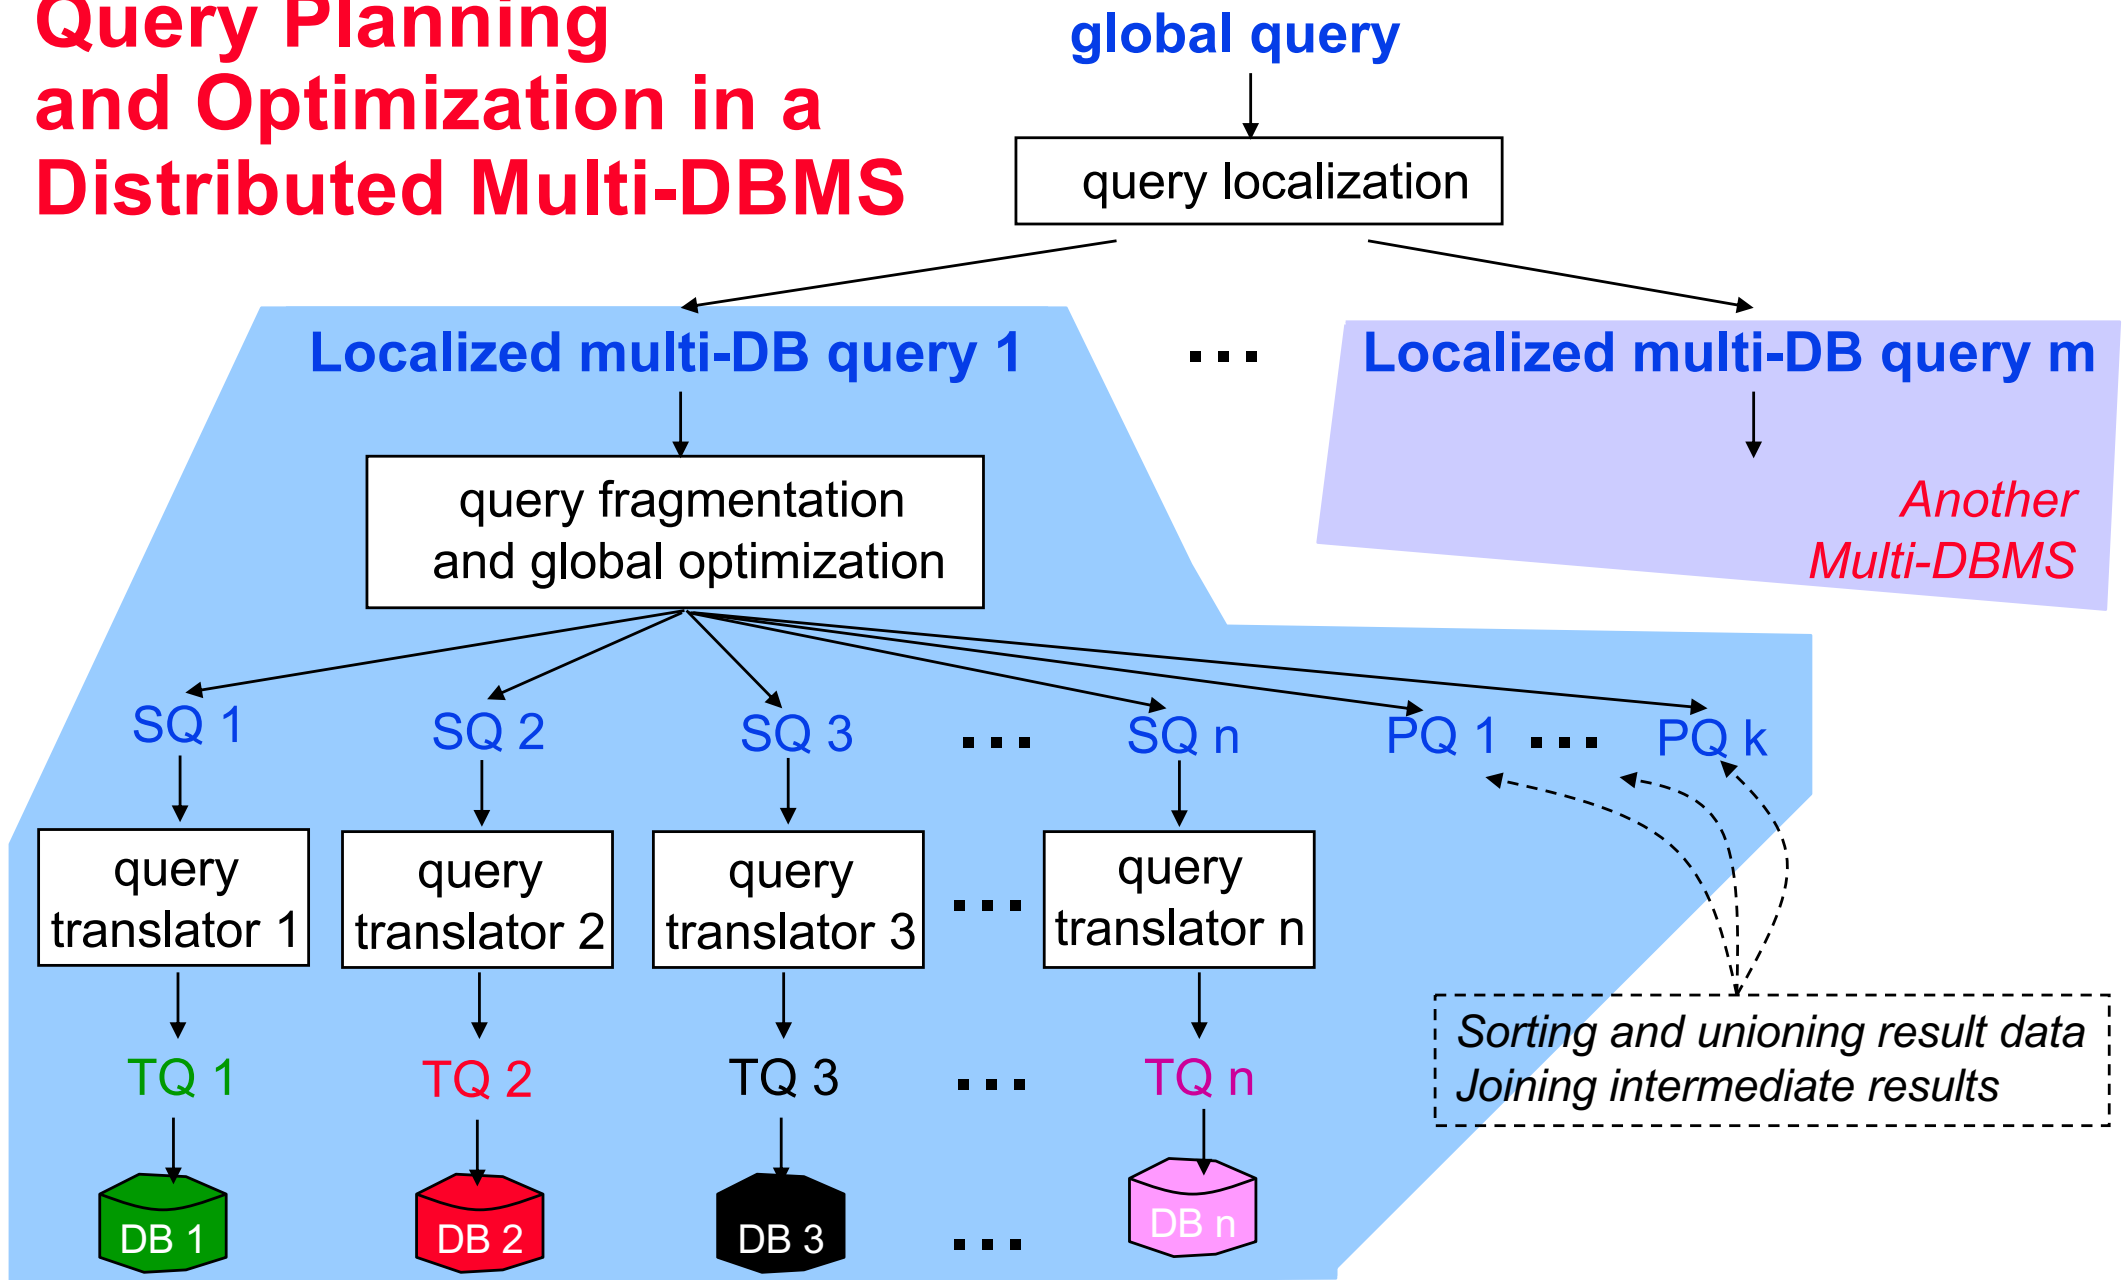 Query Planning
and Optimization in a
Distributed Multi-DBMS
global query
query localization
Localized multi-DB query 1
...
Localized multi-DB query m
query fragmentation
and global optimization
Another
Multi-DBMS
SQ 1
SQ 2
SQ 3
...
SQ n
PQ 1
...
PQ k
query
translator 1
query
translator 2
query
translator 3
...
query
translator n
Sorting and unioning result data
Joining intermediate results
TQ 1
TQ 2
TQ 3
...
TQ n
DB 1
DB 2
DB 3
...
DB n